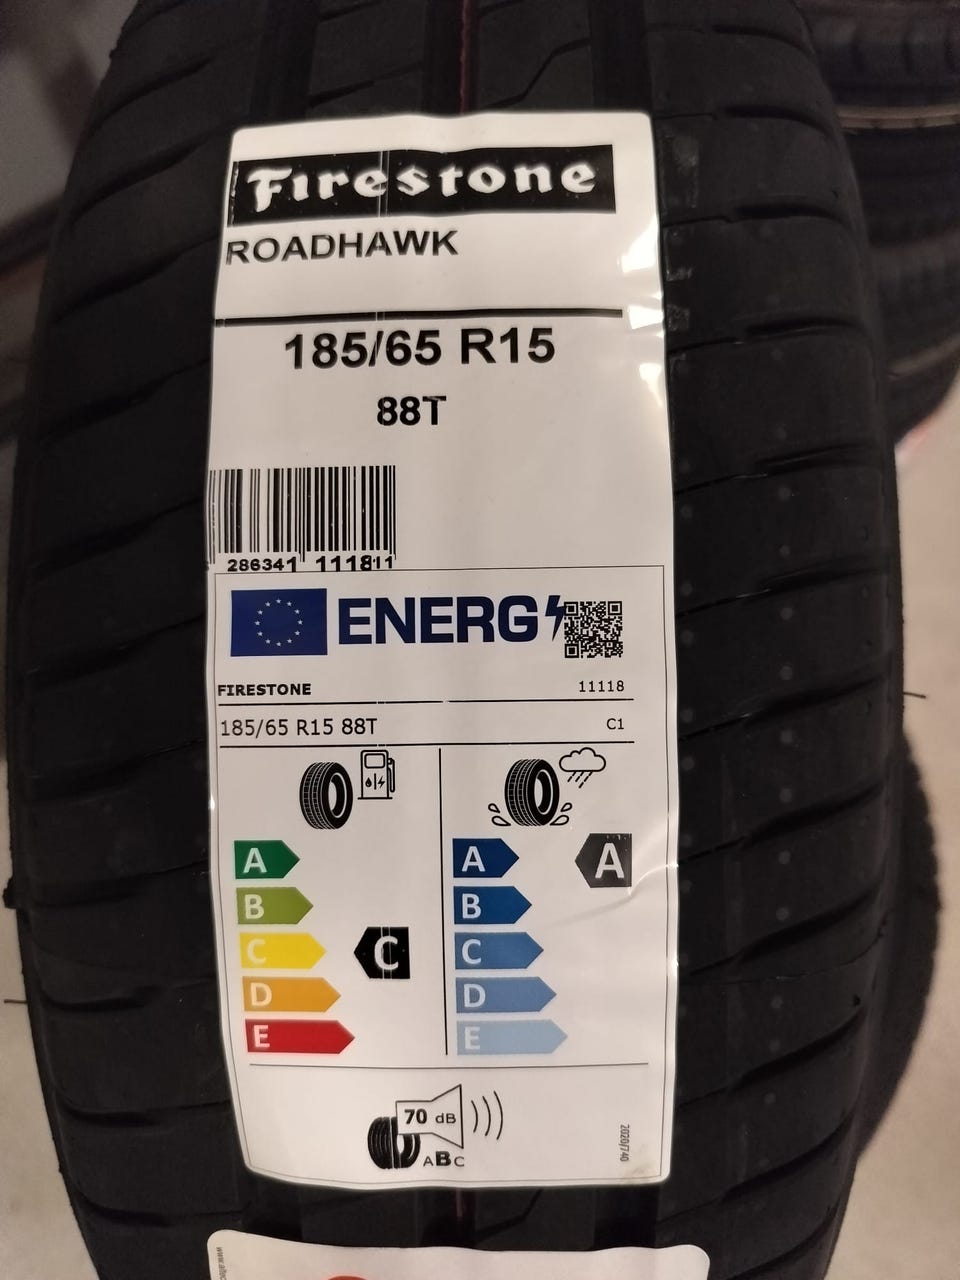 Firestone
ROADHAWK
185/65 R15
88T
286341 111811
ENERG
FIRESTONE 11118
185/65 R15 88T C1
A A A
B B
C C C
D D
E E
70 dB
ABC
2020/740